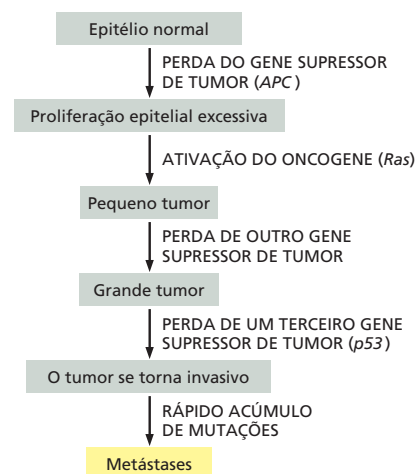 Epitélio normal
PERDA DO GENE SUPRESSOR
DE TUMOR (APC)
Proliferação epitelial excessiva
ATIVAÇÃO DO ONCOGENE (Ras)
Pequeno tumor
PERDA DE OUTRO GENE
SUPRESSOR DE TUMOR
Grande tumor
PERDA DE UM TERCEIRO GENE
SUPRESSOR DE TUMOR (p53)
O tumor se torna invasivo
RÁPIDO ACÚMULO
DE MUTAÇÕES
Metástases